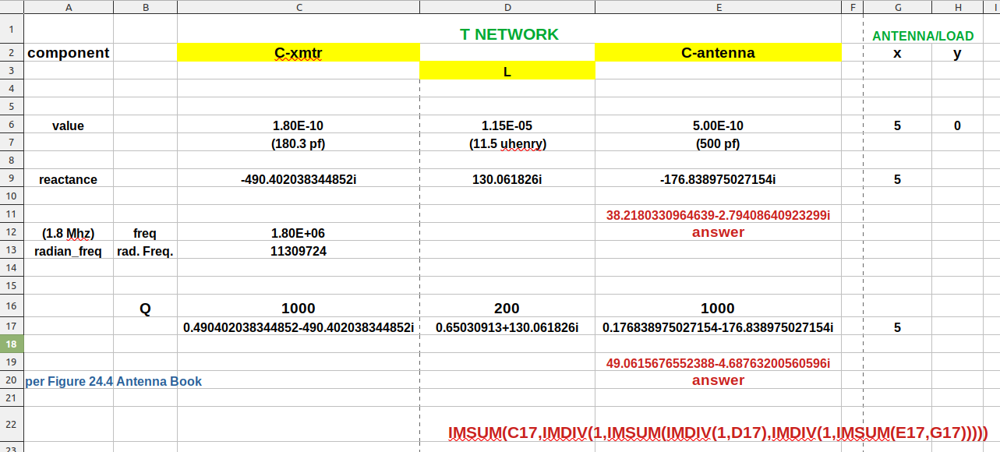 A B C D E F G H I
1 T NETWORK ANTENNA/LOAD
2 component C-xmtr C-antenna x y
3 L
4
5
6 value 1.80E-10 1.15E-05 5.00E-10 5 0
7 (180.3 pf) (11.5 uhenry) (500 pf)
8
9 reactance -490.402038344852i 130.061826i -176.838975027154i 5
10
11 38.2180330964639-2.79408640923299i
12 (1.8 Mhz) freq 1.80E+06 answer
13 radian_freq rad. Freq. 11309724
14
15
16 Q 1000 200 1000
17 0.490402038344852-490.402038344852i 0.65030913+130.061826i 0.176838975027154-176.838975027154i 5
18
19 49.0615676552388-4.68763200560596i
20 per Figure 24.4 Antenna Book answer
21
22 IMSUM(C17,IMDIV(1,IMSUM(IMDIV(1,D17),IMDIV(1,IMSUM(E17,G17)))))
23